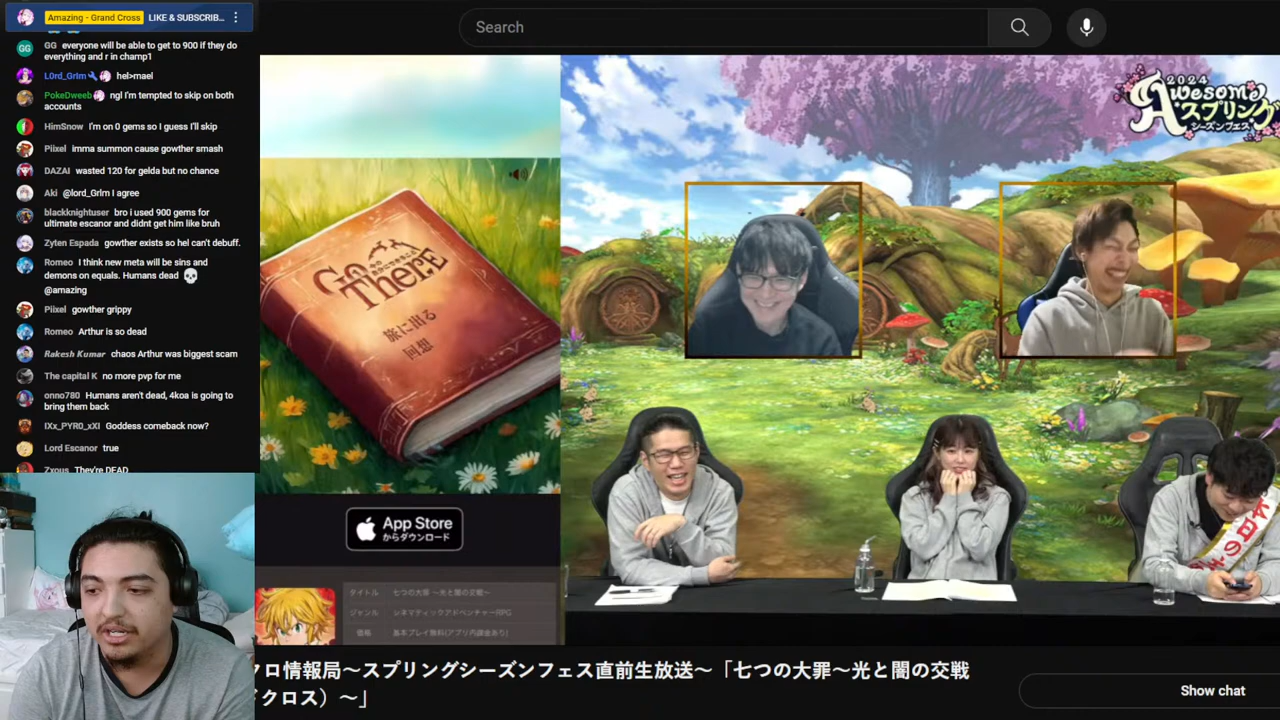 Amazing - Grand Cross LIKE & SUBSCRIB...
GG everyone will be able to get to 900 if they do
everything and r in champ1
L0rd_Grlm hel>mael
PokeDweeb ngl I'm tempted to skip on both
accounts
HimSnow I'm on 0 gems so I guess I'll skip
Piixel imma summon cause gowther smash
DAZAI wasted 120 for gelda but no chance
Aki @lord_Grlm I agree
blackknightuser bro i used 900 gems for
ultimate escanor and didnt get him like bruh
Zyten Espada gowther exists so hel can't debuff.
Romeo I think new meta will be sins and
demons on equals. Humans dead 💀
@amazing
Piixel gowther grippy
Romeo Arthur is so dead
Rakesh Kumar chaos Arthur was biggest scam
The capital K no more pvp for me
onno780 Humans aren't dead, 4koa is going to
bring them back
IXx_PYR0_xXI Goddess comeback now?
Lord Escanor true
Zxous They're DEAD
Search
2024
Awesome
スプリング
シーズンフェス
Go
THERE
旅に出る
回想
App Store
からダウンロード
タイトル 七つの大罪 ～光と闇の交戦～
ジャンル シネマティックアドベンチャーRPG
価格 基本プレイ無料(アプリ内課金あり)
本日の
クロ情報局～スプリングシーズンフェス直前生放送～「七つの大罪～光と闇の交戦
ドクロス）～」
Show chat